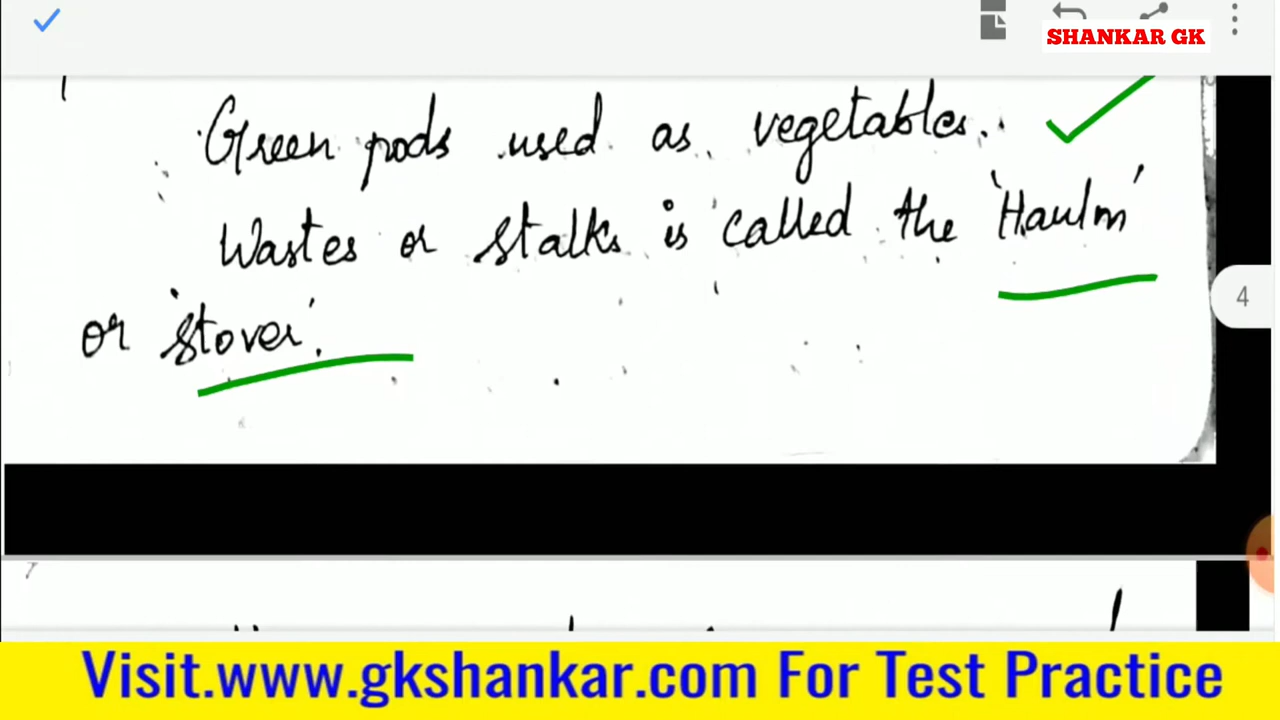 SHANKAR GK
Green pods used as vegetables.
Wastes or stalks is called the 'Haulm'
or 'stover'.
4
Visit.www.gkshankar.com For Test Practice